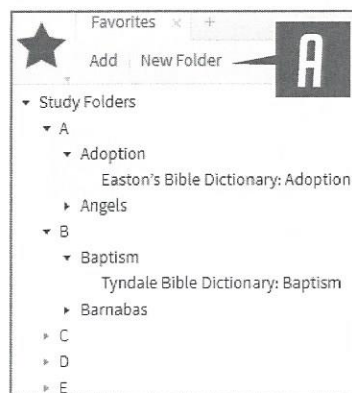 Favorites × +
Add New Folder
A
Study Folders
A
Adoption
Easton's Bible Dictionary: Adoption
Angels
B
Baptism
Tyndale Bible Dictionary: Baptism
Barnabas
C
D
E